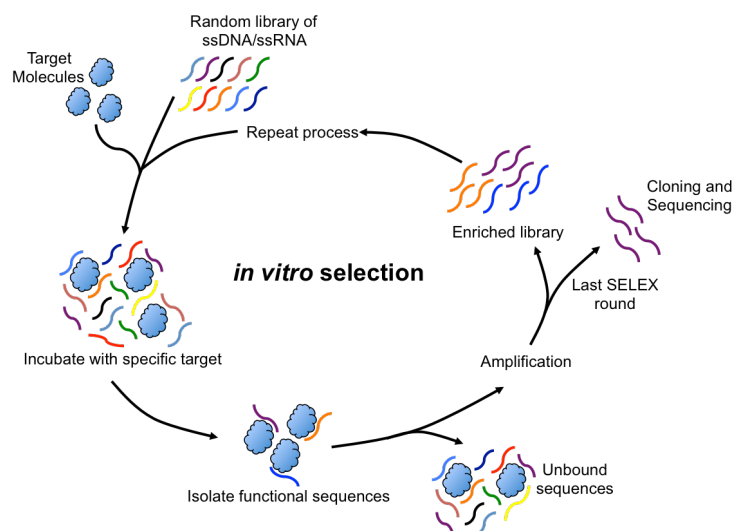 Random library of
ssDNA/ssRNA
Target
Molecules
Repeat process
Cloning and
Sequencing
Enriched library
in vitro selection
Last SELEX
round
Incubate with specific target
Amplification
Isolate functional sequences
Unbound
sequences